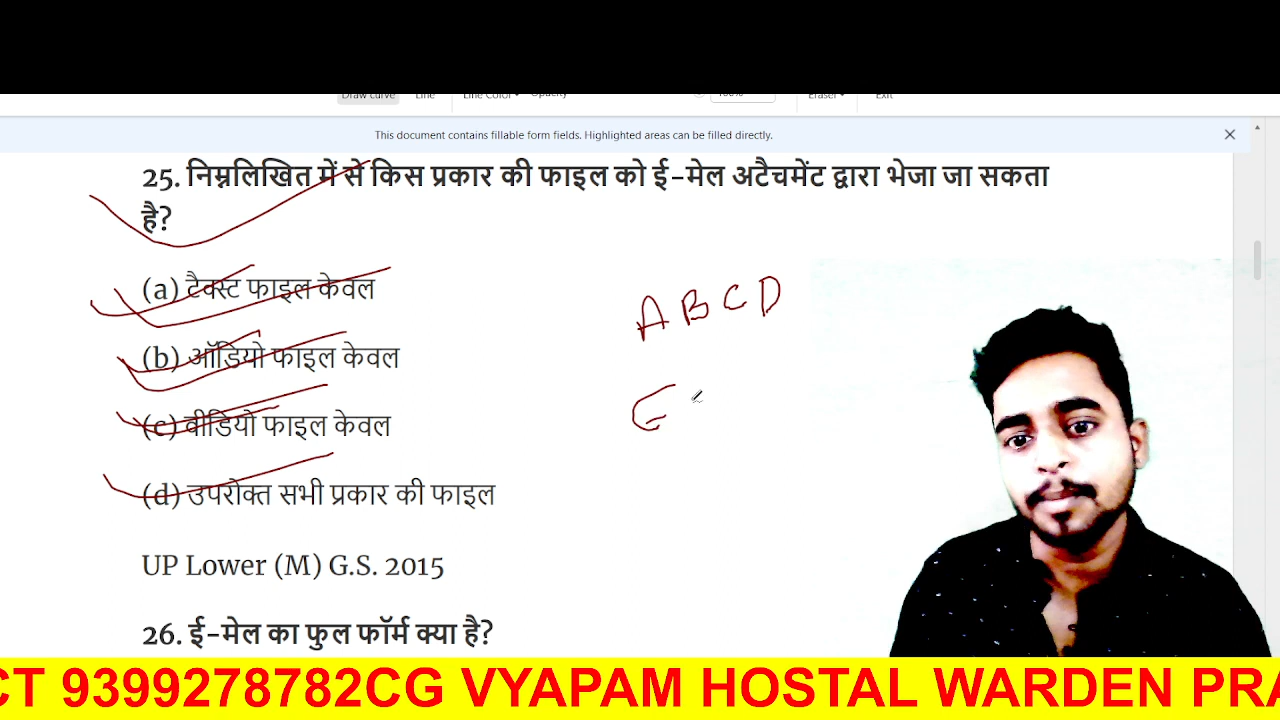 This document contains fillable form fields. Highlighted areas can be filled directly.
25. निम्नलिखित में से किस प्रकार की फाइल को ई-मेल अटैचमेंट द्वारा भेजा जा सकता
है?
(a) टैक्स्ट फाइल केवल
(b) ऑडियो फाइल केवल
(c) वीडियो फाइल केवल
(d) उपरोक्त सभी प्रकार की फाइल
A B C D
E
UP Lower (M) G.S. 2015
26. ई-मेल का फुल फॉर्म क्या है?
CT 9399278782CG VYAPAM HOSTAL WARDEN PRA